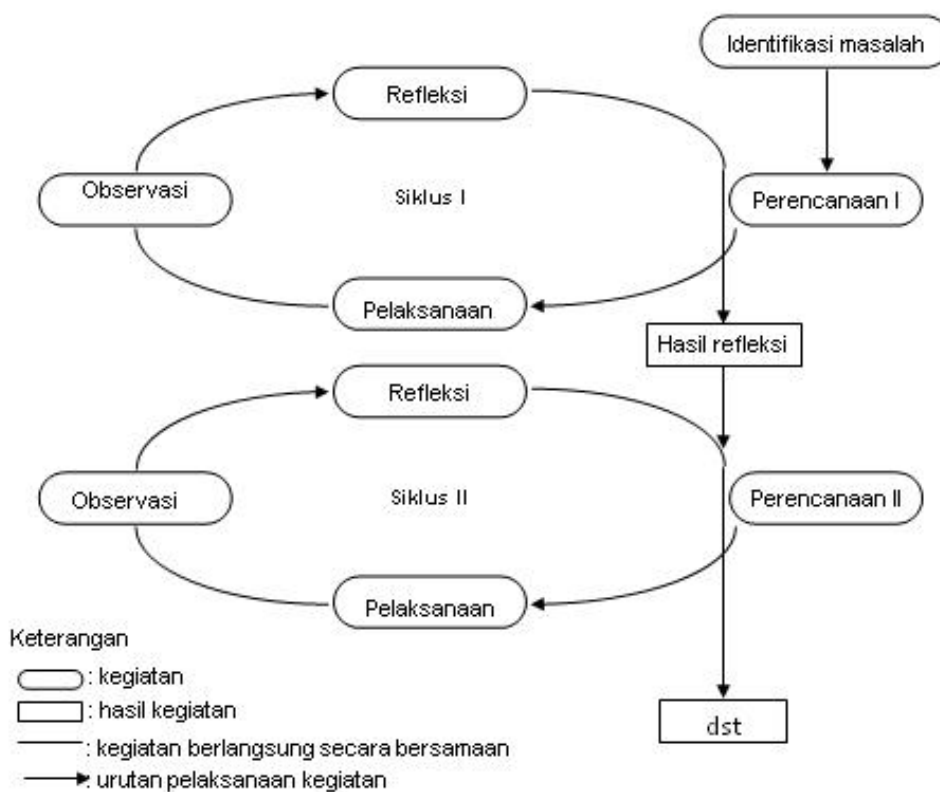 Identifikasi masalah
Refleksi
Observasi
Siklus I
Perencanaan I
Pelaksanaan
Hasil refleksi
Refleksi
Observasi
Siklus II
Perencanaan II
Pelaksanaan
Keterangan
: kegiatan
: hasil kegiatan
: kegiatan berlangsung secara bersamaan
: urutan pelaksanaan kegiatan
dst